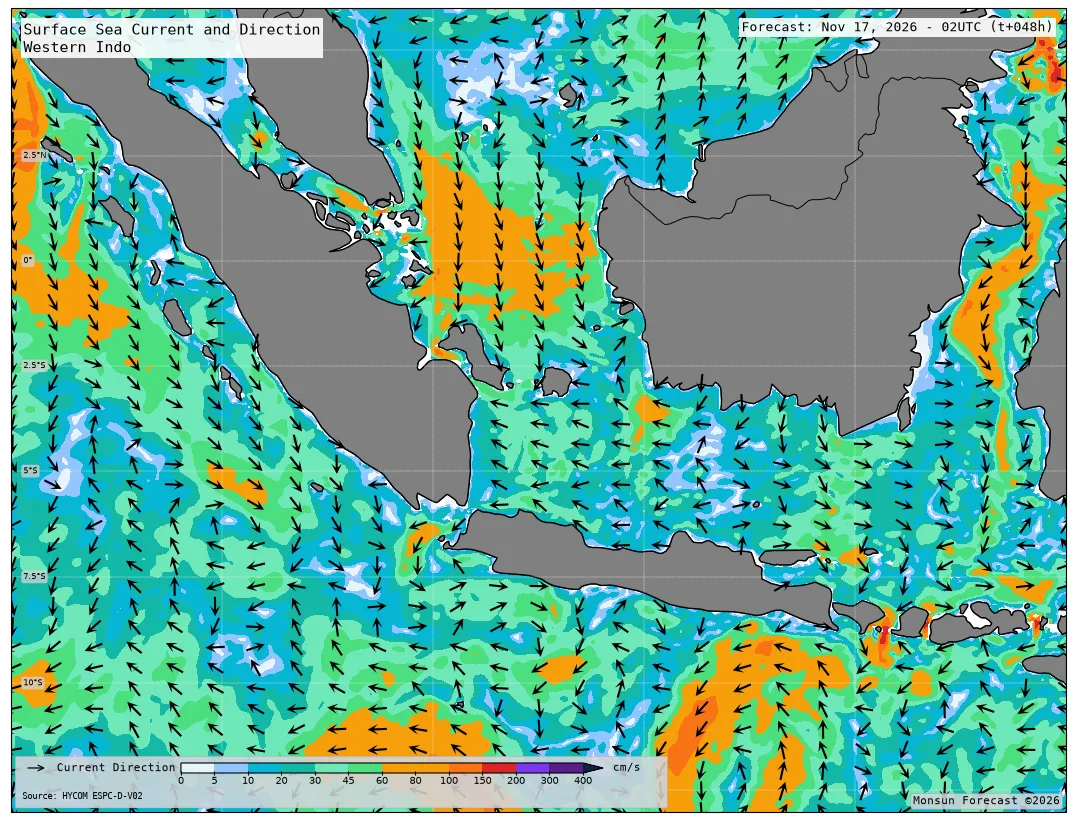 Surface Sea Current and Direction
Western Indo
Forecast: Nov 17, 2026 - 02UTC (t+048h)
2.5°N
0°
2.5°S
5°S
7.5°S
10°S
Current Direction
0 5 10 20 30 45 60 80 100 150 200 300 400 cm/s
Source: HYCOM ESPC-D-V02
Monsun Forecast ©2026